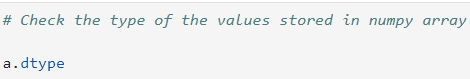 # Check the type of the values stored in numpy array
a.dtype